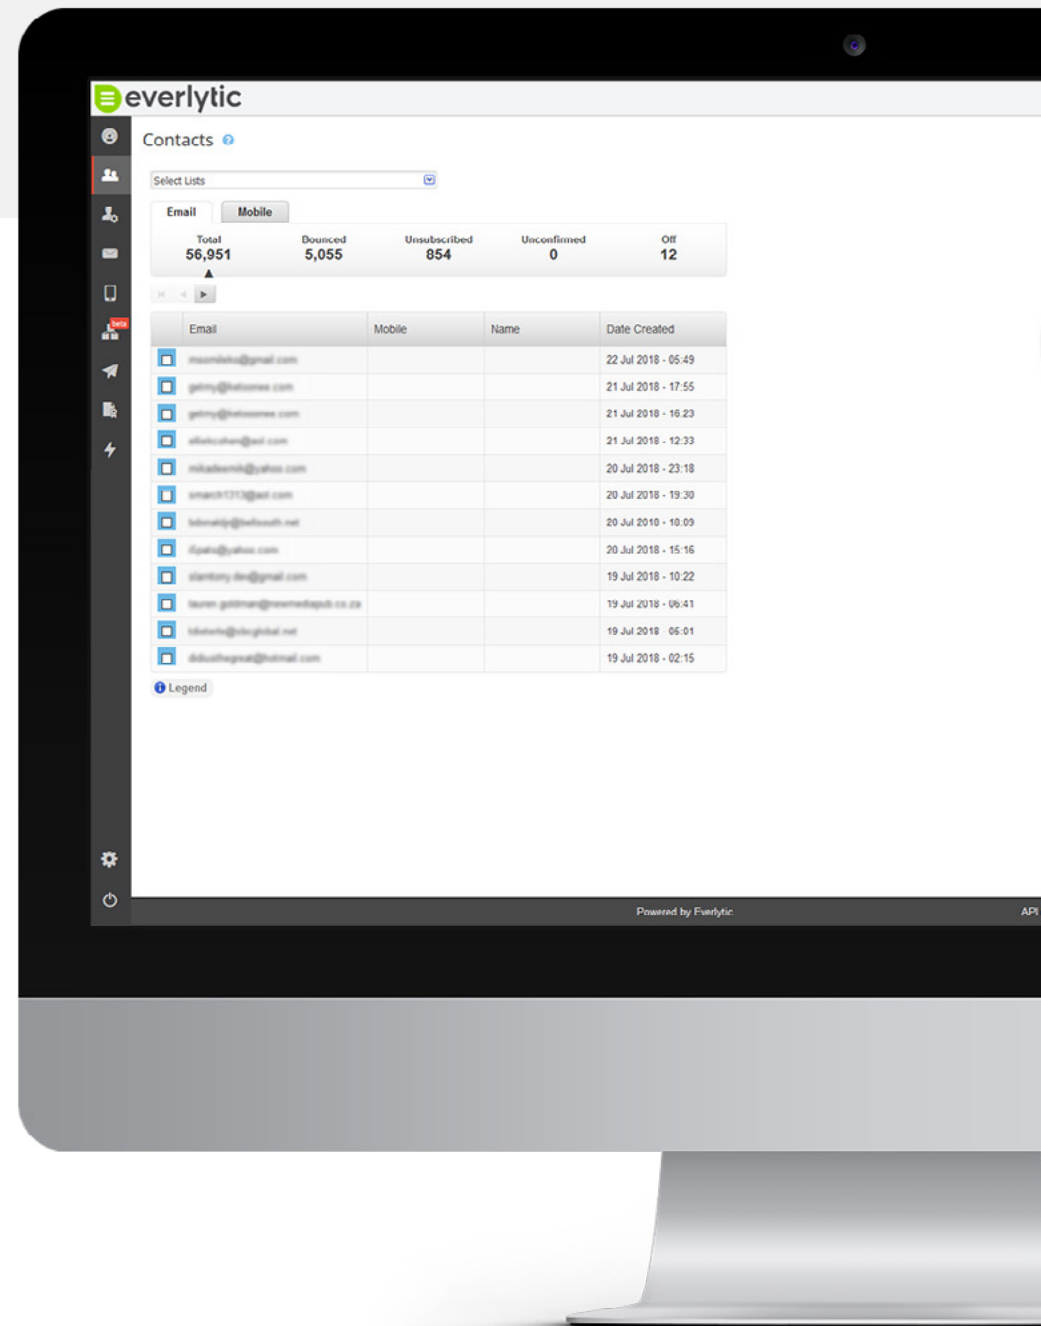 everlytic
Contacts
Select Lists
Email Mobile
Total Bounced Unsubscribed Unconfirmed Off
56,951 5,055 854 0 12
beta
Email Mobile Name Date Created
22 Jul 2018 - 05:49
21 Jul 2018 - 17:55
21 Jul 2018 - 16:23
21 Jul 2018 - 12:33
20 Jul 2018 - 23:18
20 Jul 2018 - 19:30
20 Jul 2018 - 18:09
20 Jul 2018 - 15:16
19 Jul 2018 - 10:22
19 Jul 2018 - 06:41
19 Jul 2018 05:01
19 Jul 2018 - 02:15
Legend
Powered by Everlytic API